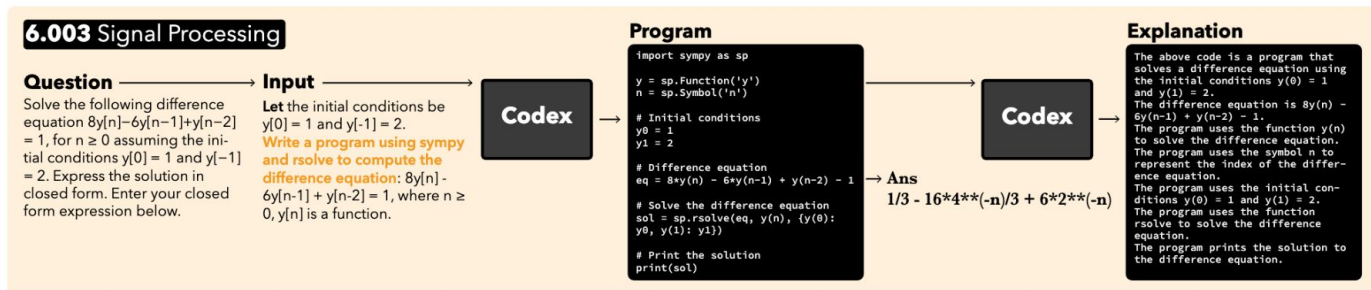 6.003 Signal Processing
Question
Solve the following difference
equation 8y[n]−6y[n−1]+y[n−2]
= 1, for n ≥ 0 assuming the ini-
tial conditions y[0] = 1 and y[−1]
= 2. Express the solution in
closed form. Enter your closed
form expression below.
Input
Let the initial conditions be
y[0] = 1 and y[-1] = 2.
Write a program using sympy
and rsolve to compute the
difference equation: 8y[n] -
6y[n-1] + y[n-2] = 1, where n ≥
0, y[n] is a function.
Codex
Program
import sympy as sp
y = sp.Function('y')
n = sp.Symbol('n')
# Initial conditions
y0 = 1
y1 = 2
# Difference equation
eq = 8*y(n) - 6*y(n-1) + y(n-2) - 1
# Solve the difference equation
sol = sp.rsolve(eq, y(n), {y(0):
y0, y(1): y1})
# Print the solution
print(sol)
Ans
1/3 - 16*4**(-n)/3 + 6*2**(-n)
Codex
Explanation
The above code is a program that
solves a difference equation using
the initial conditions y(0) = 1
and y(1) = 2.
The difference equation is 8y(n) -
6y(n-1) + y(n-2) - 1.
The program uses the function y(n)
to solve the difference equation.
The program uses the symbol n to
represent the index of the differ-
ence equation.
The program uses the initial con-
ditions y(0) = 1 and y(1) = 2.
The program uses the function
rsolve to solve the difference
equation.
The program prints the solution to
the difference equation.